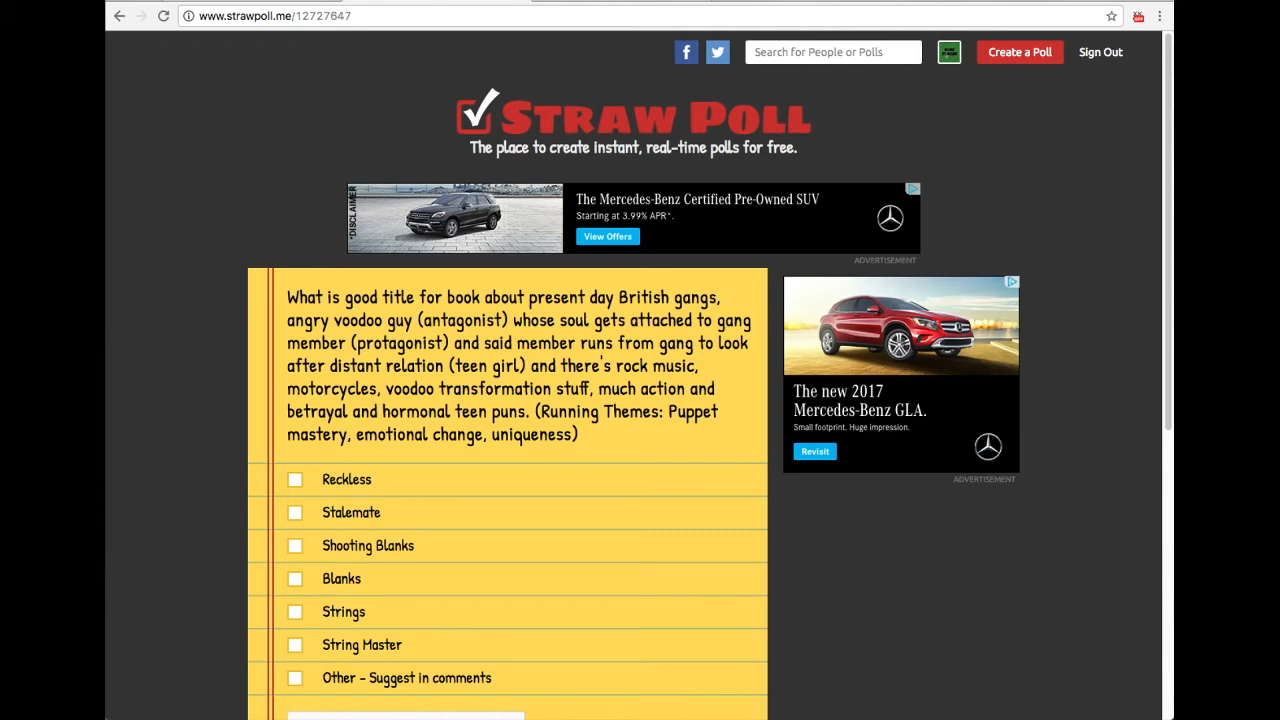 www.strawpoll.me/12727647
f
Search for People or Polls
Create a Poll
Sign Out
STRAW POLL
The place to create instant, real-time polls for free.
*DISCLAIMER
The Mercedes-Benz Certified Pre-Owned SUV
Starting at 3.99% APR*.
View Offers
ADVERTISEMENT
What is good title for book about present day British gangs,
angry voodoo guy (antagonist) whose soul gets attached to gang
member (protagonist) and said member runs from gang to look
after distant relation (teen girl) and there's rock music,
motorcycles, voodoo transformation stuff, much action and
betrayal and hormonal teen puns. (Running Themes: Puppet
mastery, emotional change, uniqueness)
Reckless
Stalemate
Shooting Blanks
Blanks
Strings
String Master
Other - Suggest in comments
The new 2017
Mercedes-Benz GLA.
Small footprint. Huge impression.
Revisit
ADVERTISEMENT